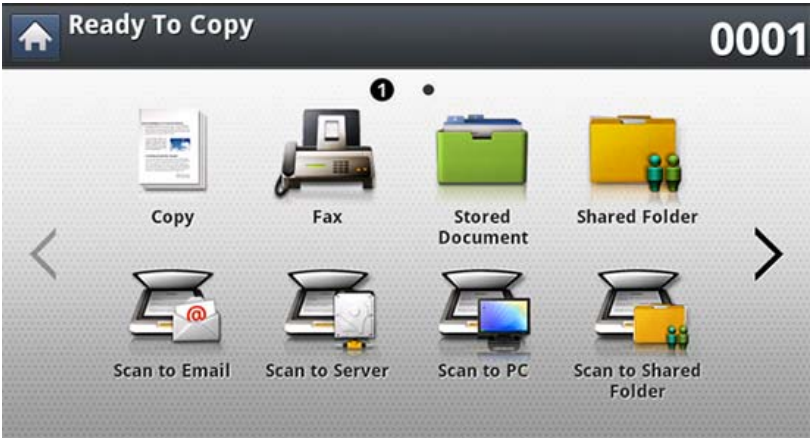 Ready To Copy
0001
1
Copy
Fax
Stored
Document
Shared Folder
@
Scan to Email
Scan to Server
Scan to PC
Scan to Shared
Folder